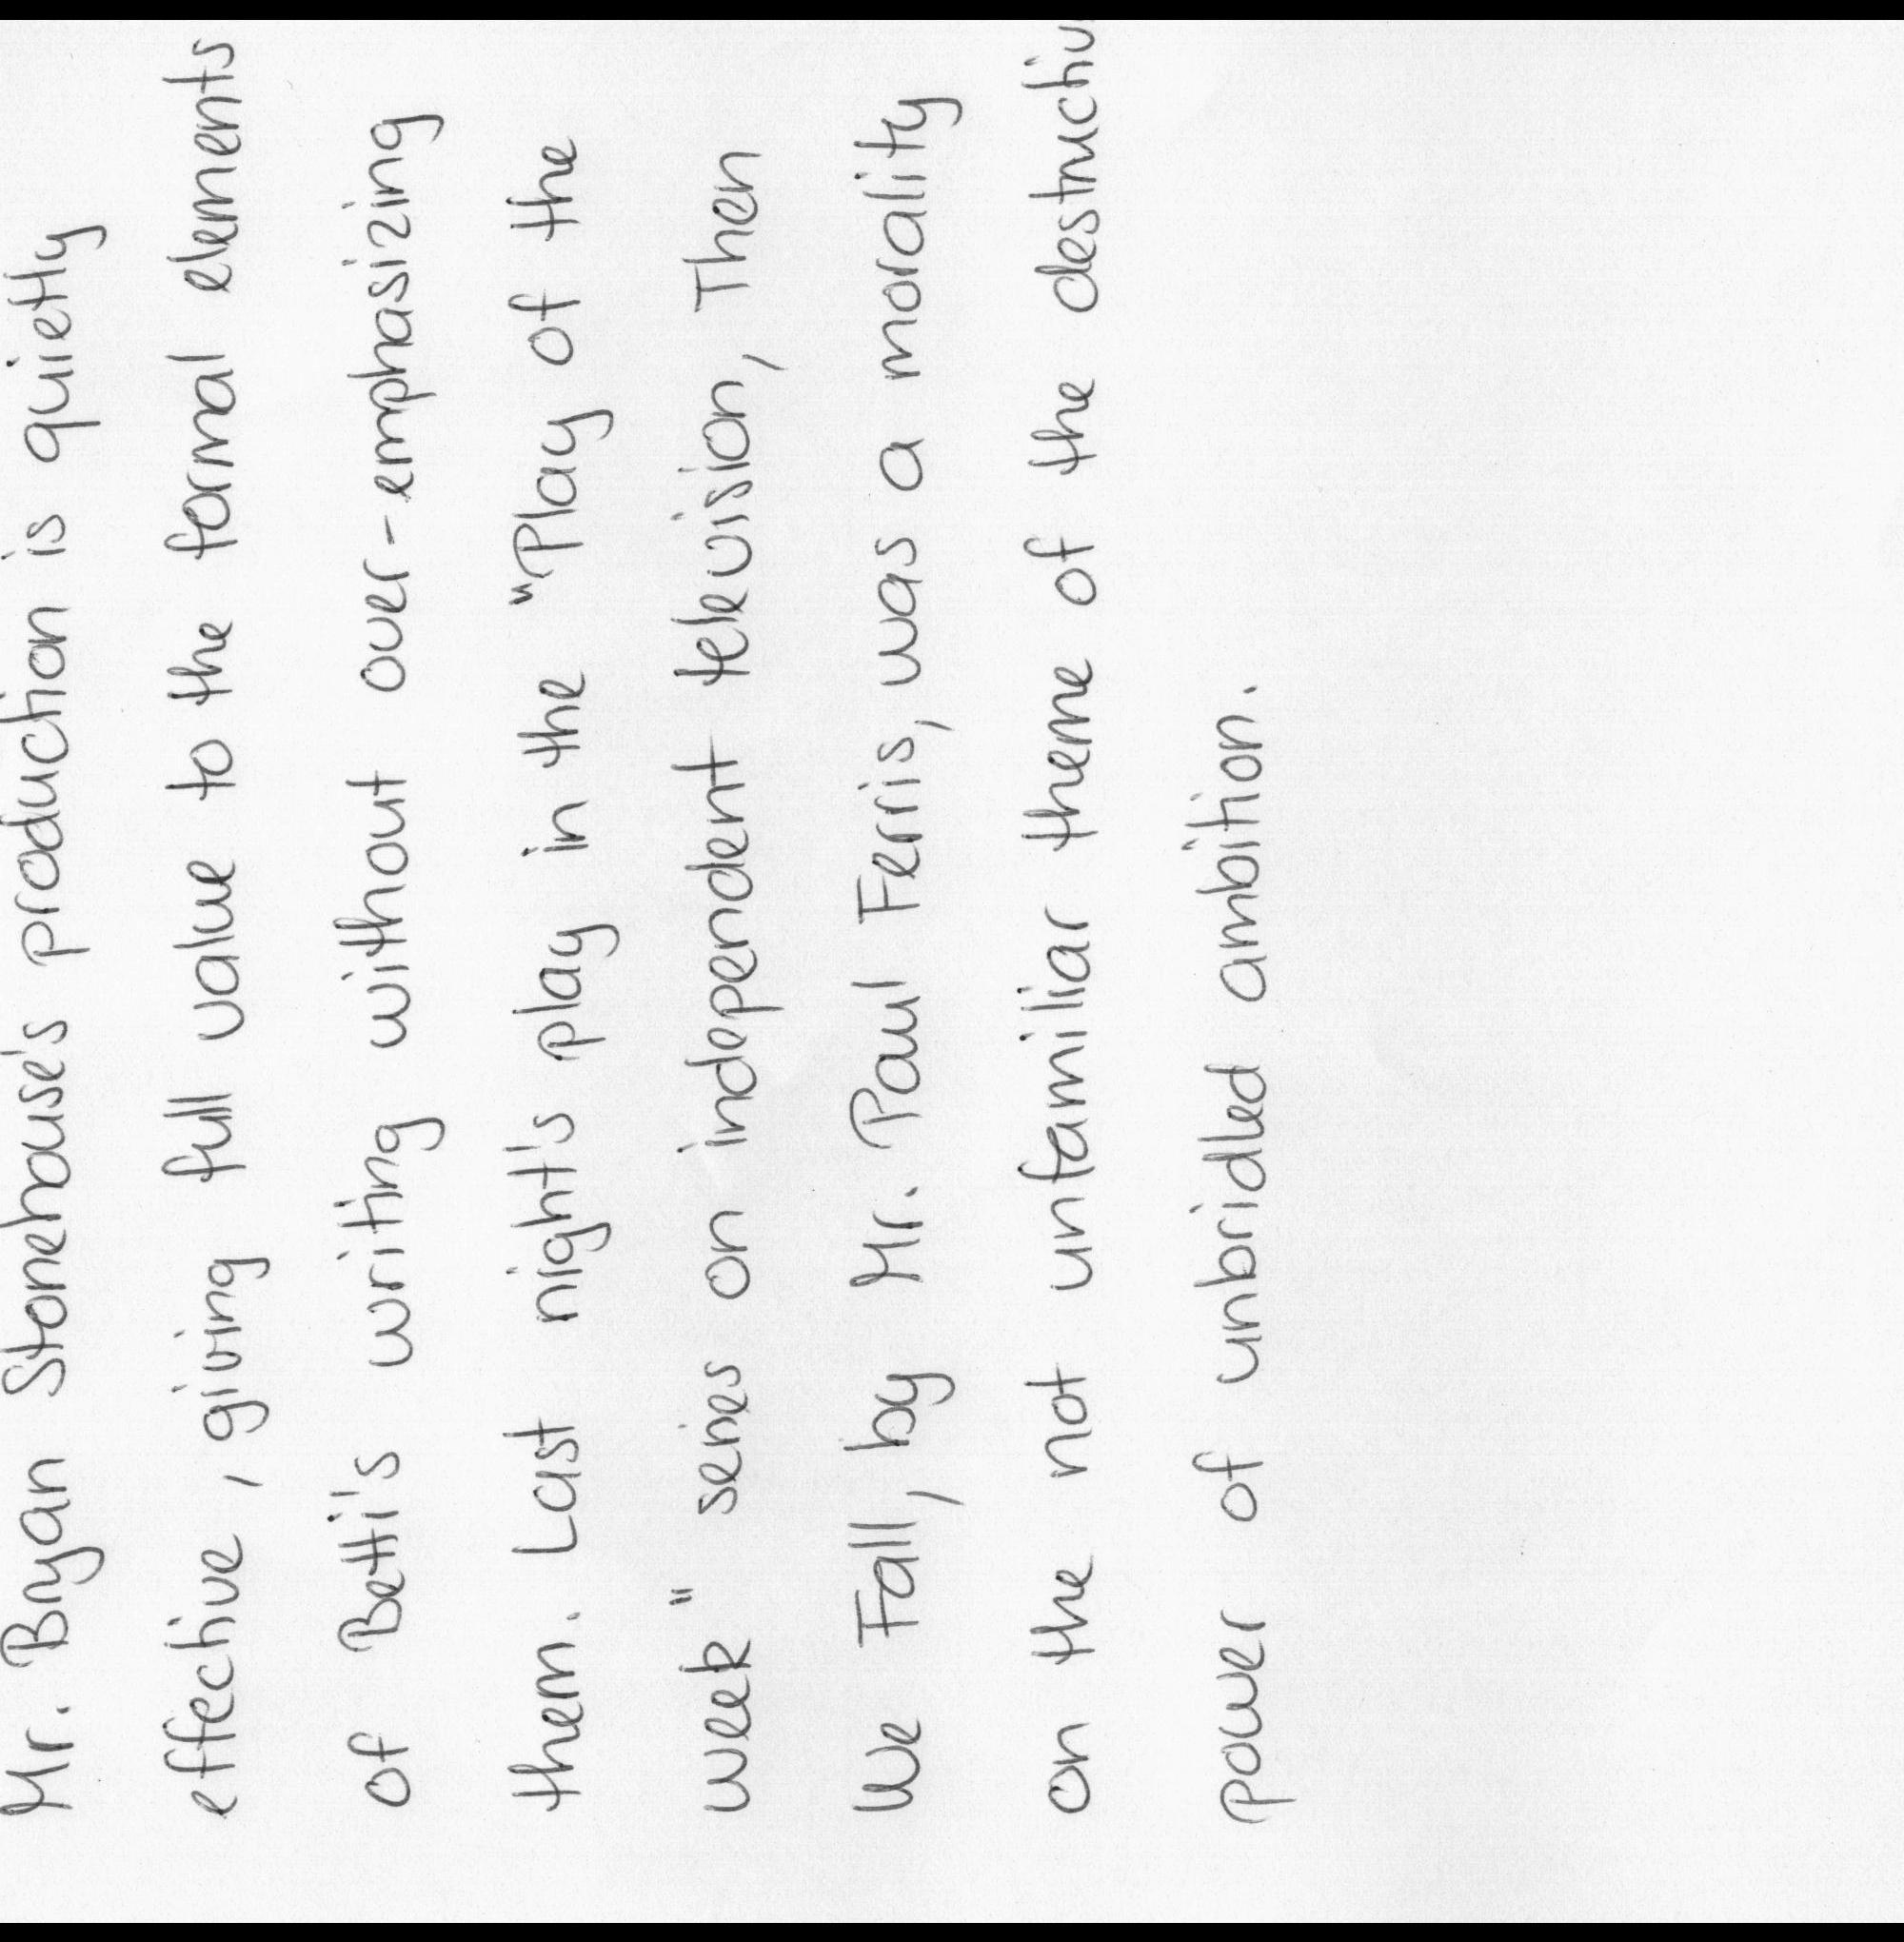 Mr. Bryan Stonehouse's production is quietly
effective, giving full value to the formal elements
of Betti's writing without over-emphasizing
them. Last night's play in the "Play of the
week" series on independent television, Then
We Fall, by Mr. Paul Ferris, was a morality
on the not unfamiliar theme of the destructiv
power of unbridled ambition.